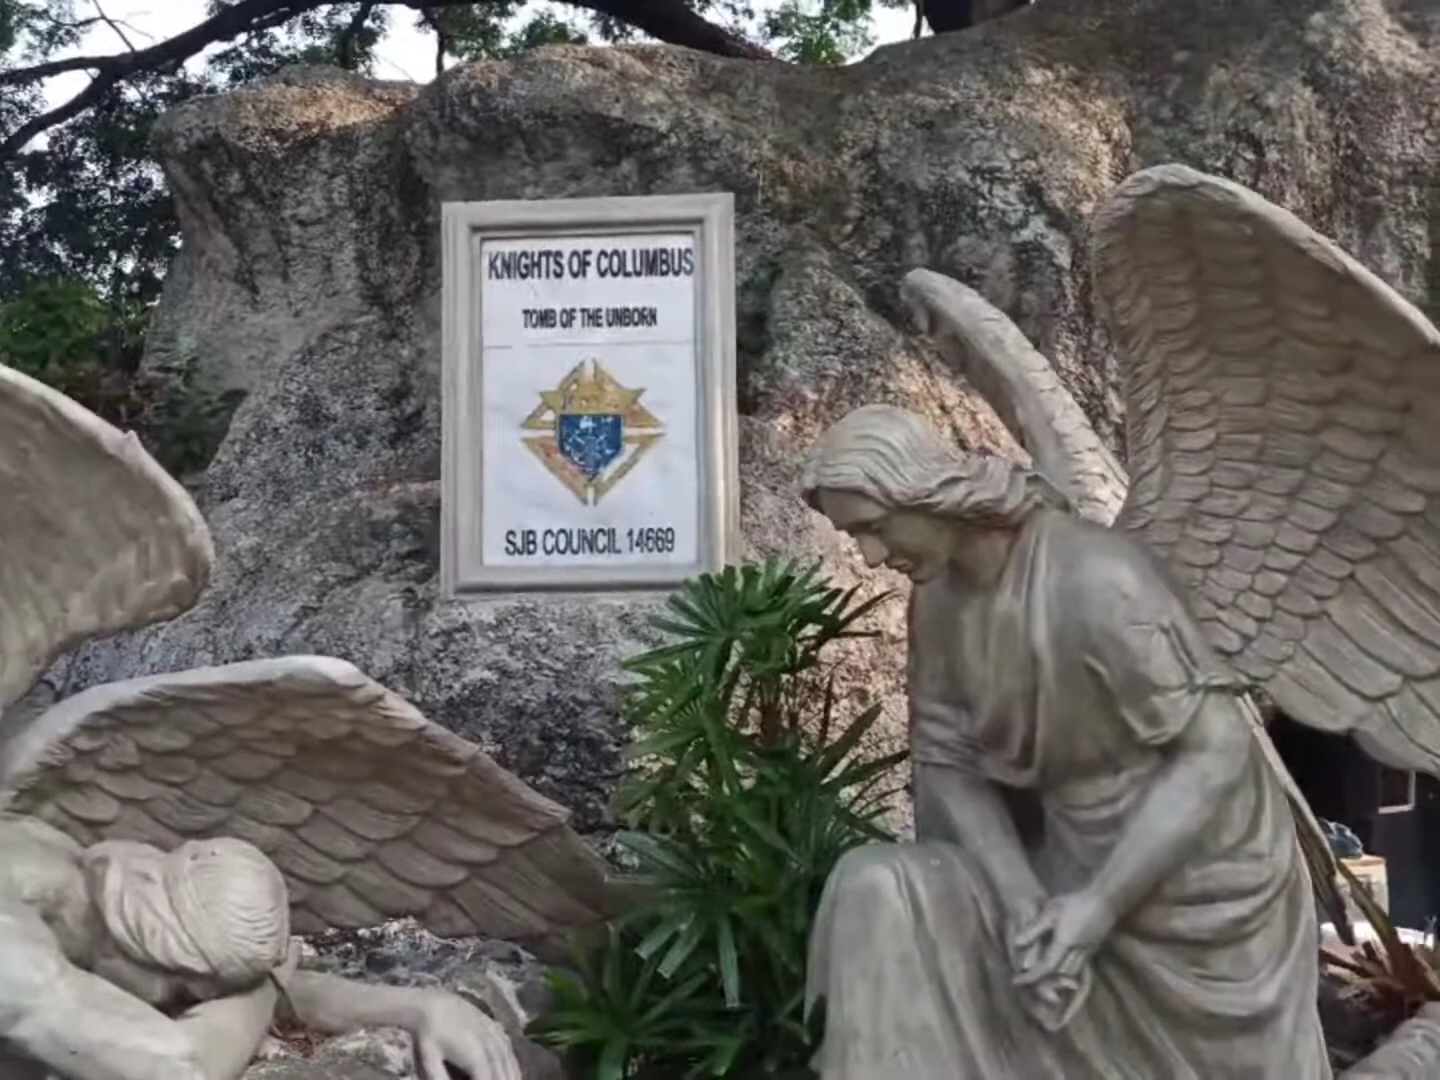 KNIGHTS OF COLUMBUS
TOMB OF THE UNBORN
SJB COUNCIL 14669